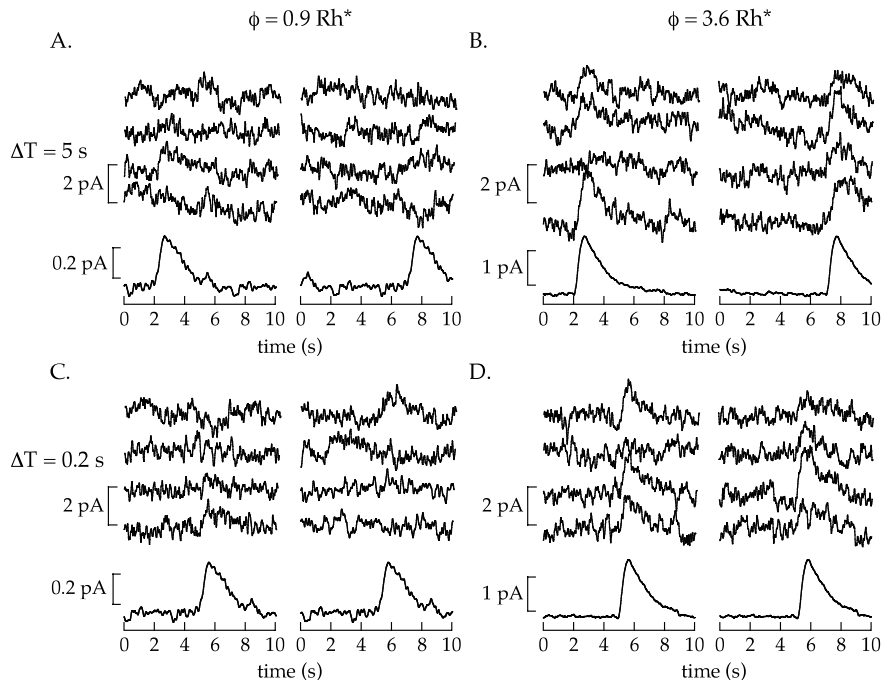 ϕ = 0.9 Rh*
ϕ = 3.6 Rh*
A.
B.
ΔT = 5 s
2 pA
2 pA
0.2 pA
1 pA
0 2 4 6 8 10 0 2 4 6 8 10
0 2 4 6 8 10 0 2 4 6 8 10
time (s)
time (s)
C.
D.
ΔT = 0.2 s
2 pA
2 pA
0.2 pA
1 pA
0 2 4 6 8 10 0 2 4 6 8 10
0 2 4 6 8 10 0 2 4 6 8 10
time (s)
time (s)